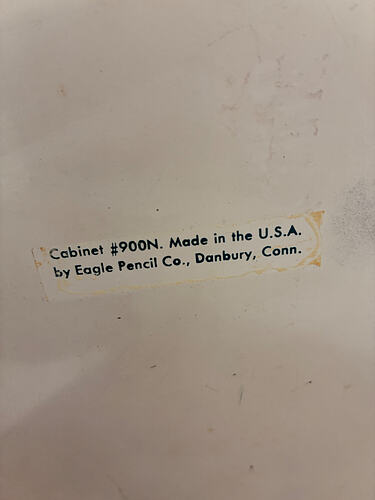 Cabinet #900N. Made in the U.S.A.
by Eagle Pencil Co., Danbury, Conn.